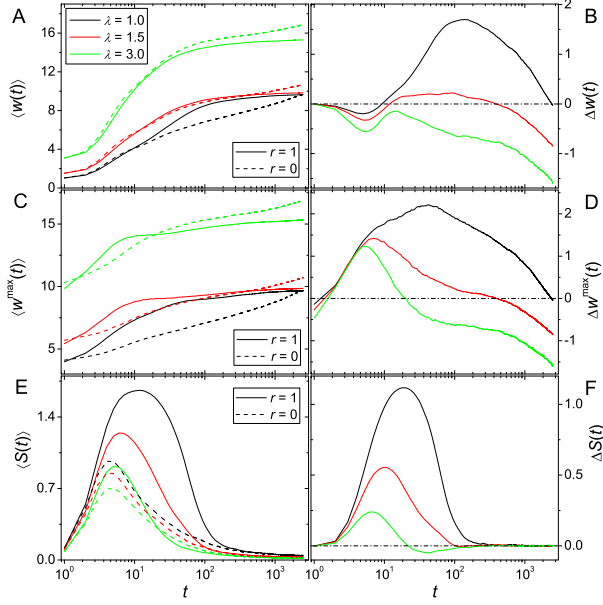 A
λ = 1.0
λ = 1.5
λ = 3.0
16
12
8
4
0
⟨w(t)⟩
r = 1
r = 0
B
2
1
0
-1
Δw(t)
C
15
10
5
⟨w^max(t)⟩
r = 1
r = 0
D
2
1
0
-1
Δw^max(t)
E
r = 1
r = 0
1.4
0.7
0.0
⟨S(t)⟩
10^0 10^1 10^2 10^3
t
F
1.0
0.5
0.0
ΔS(t)
10^0 10^1 10^2 10^3
t